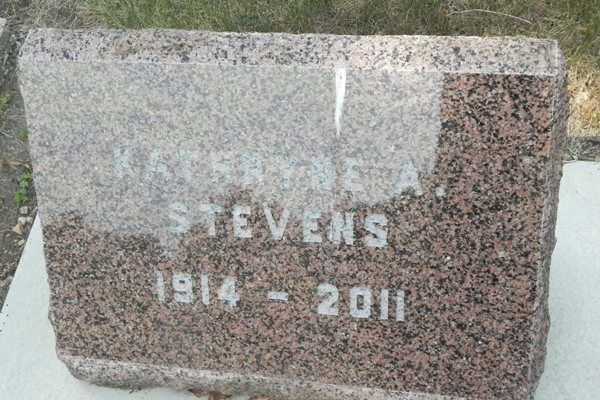 KATHRYNE A.
STEVENS
1914 - 2011